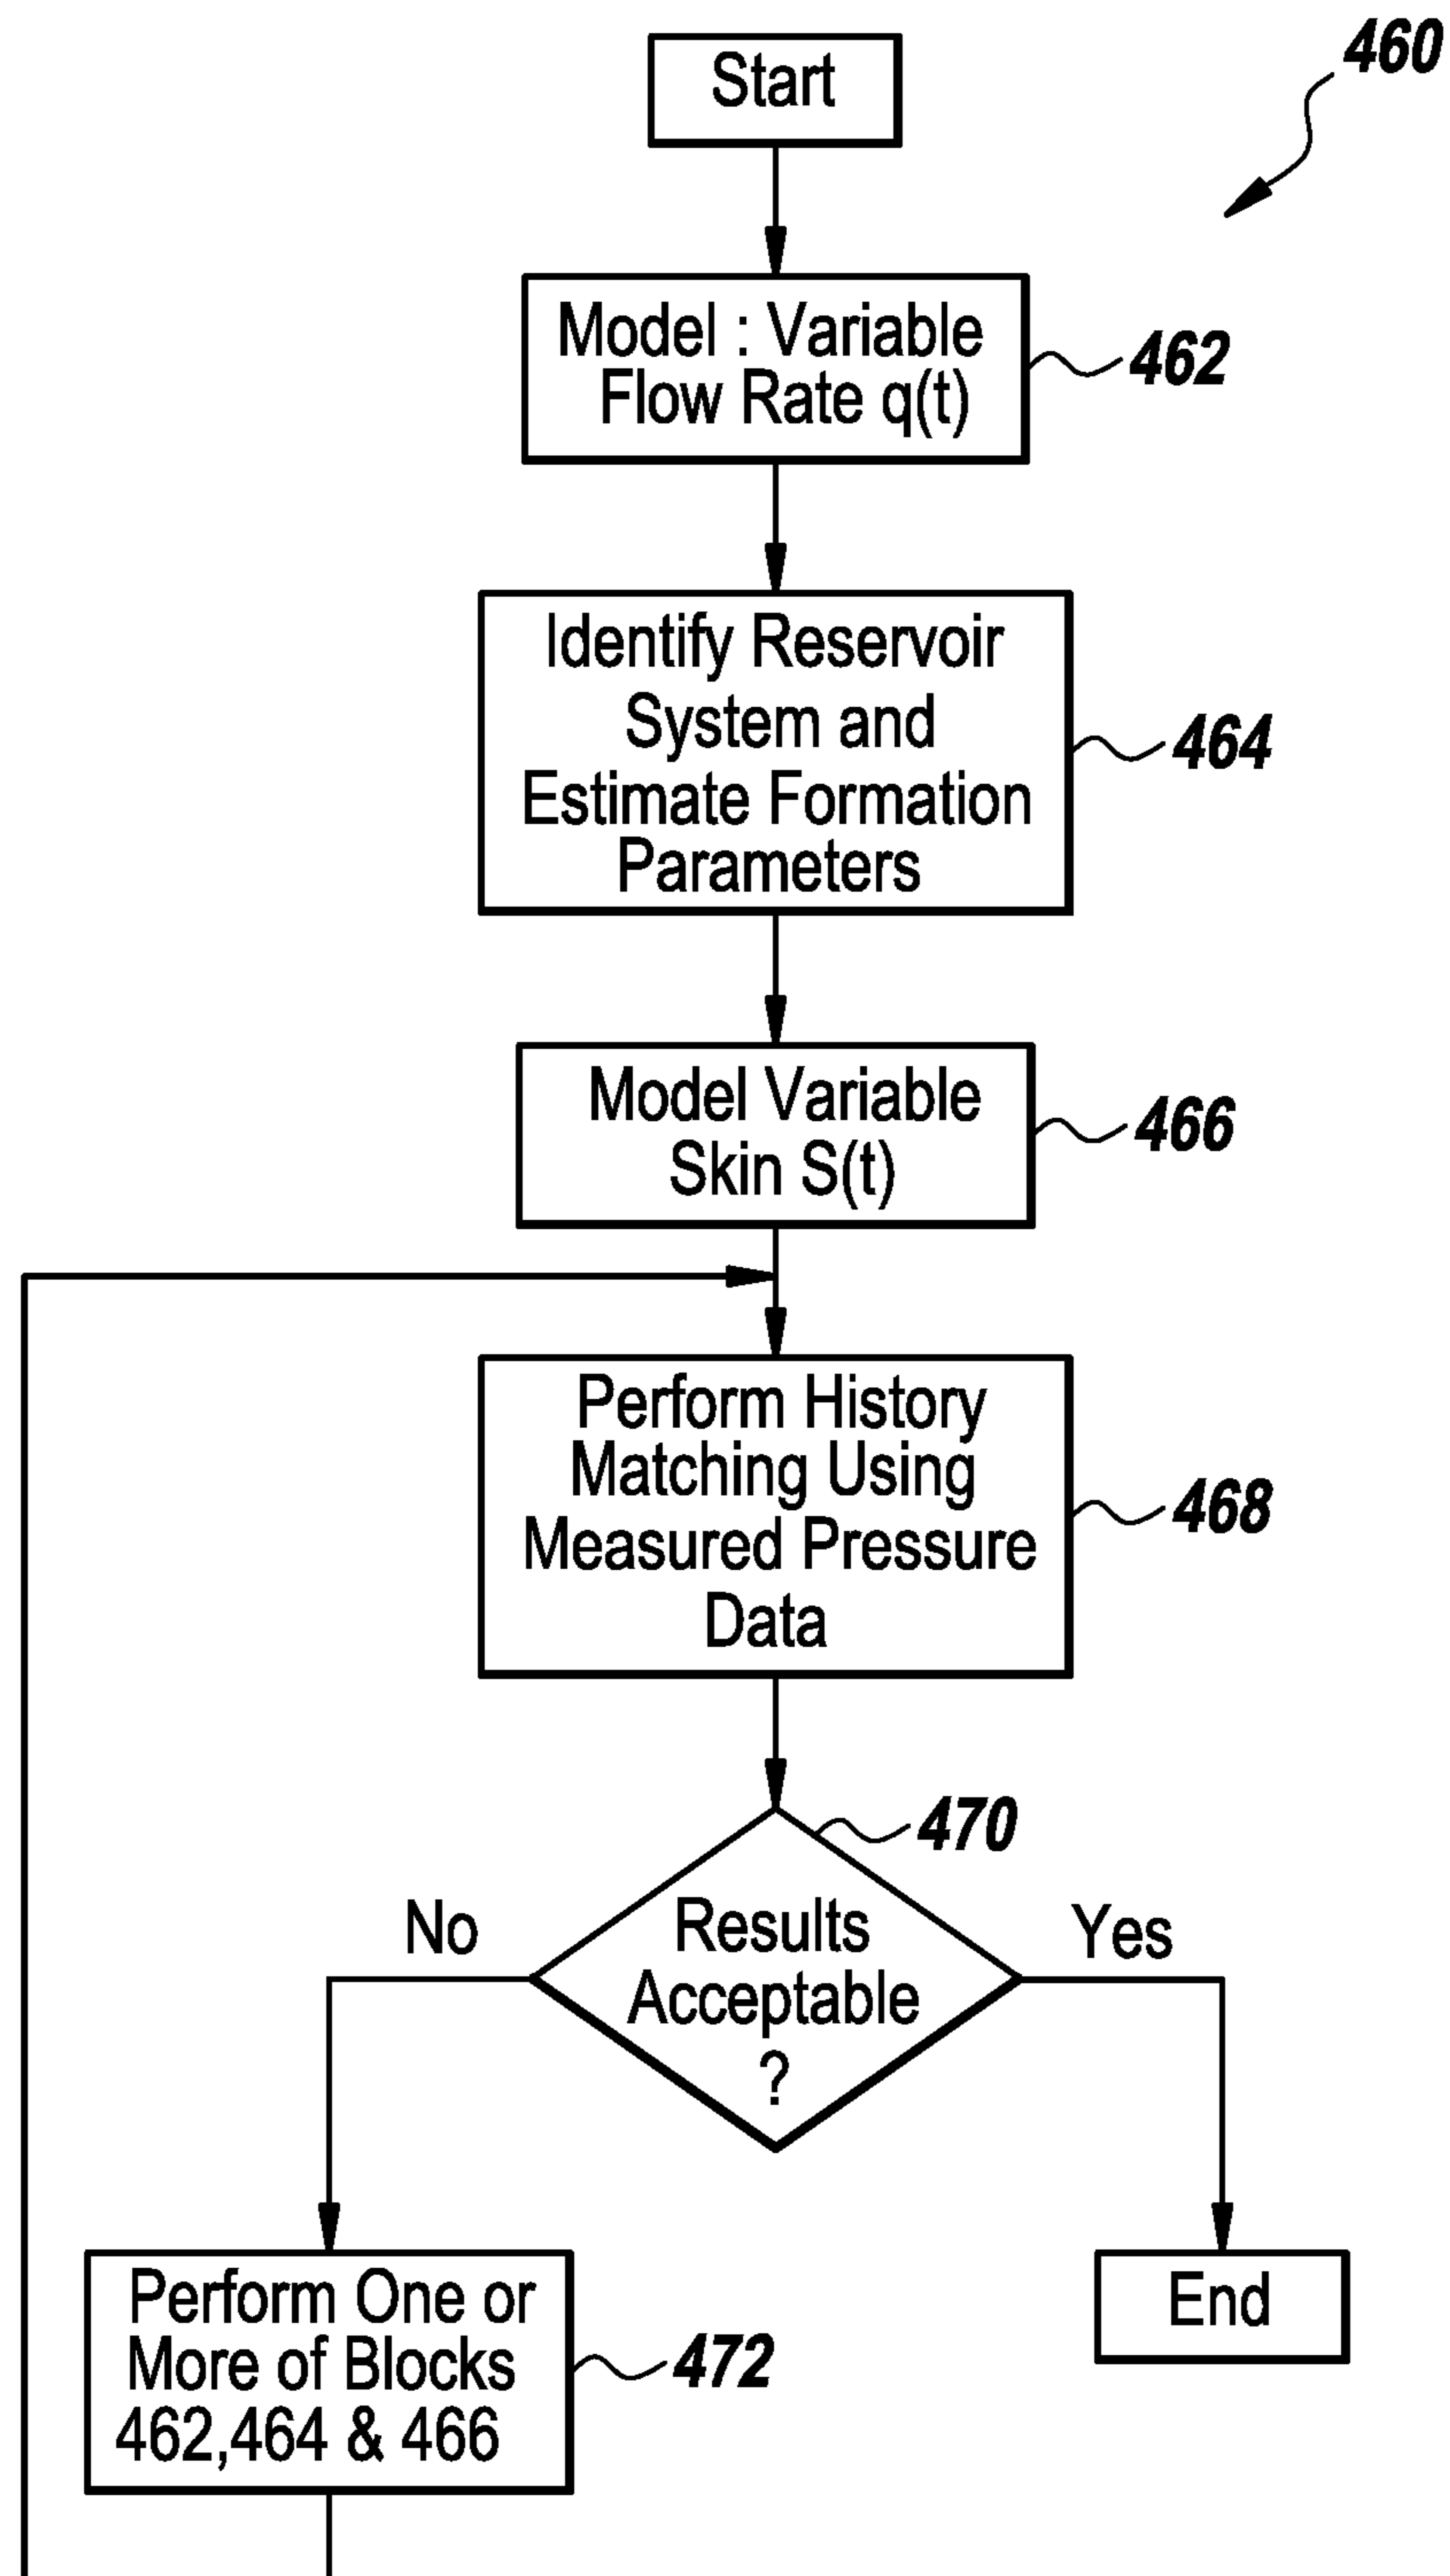 460
Start
Model : Variable
Flow Rate q(t)
462
Identify Reservoir
System and
Estimate Formation
Parameters
464
Model Variable
Skin S(t)
466
Perform History
Matching Using
Measured Pressure
Data
468
470
No
Results
Acceptable
?
Yes
Perform One or
More of Blocks
462,464 & 466
472
End